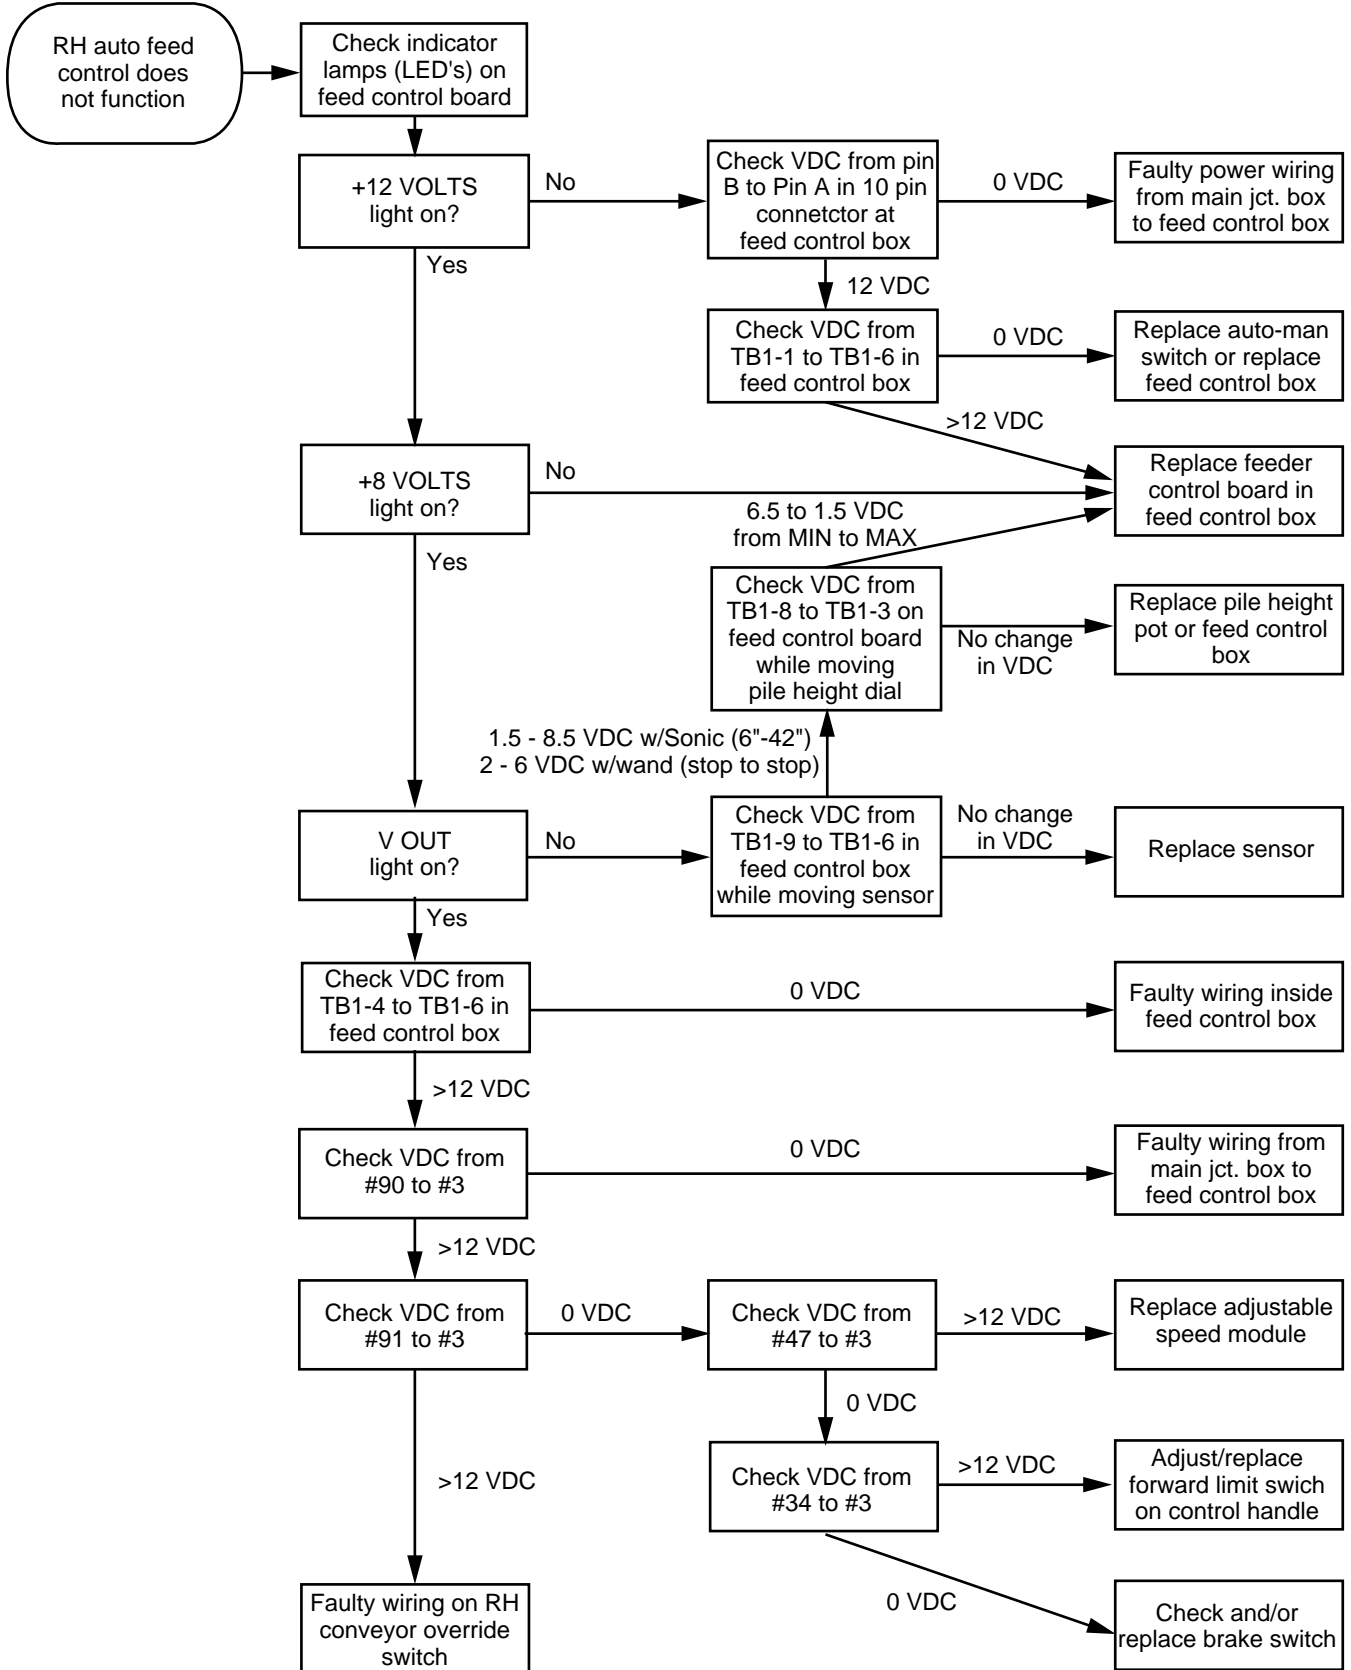 RH auto feed
control does
not function
Check indicator
lamps (LED's) on
feed control board
+12 VOLTS
light on?
No
Check VDC from pin
B to Pin A in 10 pin
connetctor at
feed control box
0 VDC
Faulty power wiring
from main jct. box
to feed control box
Yes
12 VDC
Check VDC from
TB1-1 to TB1-6 in
feed control box
0 VDC
Replace auto-man
switch or replace
feed control box
>12 VDC
+8 VOLTS
light on?
No
Replace feeder
control board in
feed control box
6.5 to 1.5 VDC
from MIN to MAX
Yes
Check VDC from
TB1-8 to TB1-3 on
feed control board
while moving
pile height dial
No change
in VDC
Replace pile height
pot or feed control
box
1.5 - 8.5 VDC w/Sonic (6"-42")
2 - 6 VDC w/wand (stop to stop)
V OUT
light on?
No
Check VDC from
TB1-9 to TB1-6 in
feed control box
while moving sensor
No change
in VDC
Replace sensor
Yes
Check VDC from
TB1-4 to TB1-6 in
feed control box
0 VDC
Faulty wiring inside
feed control box
>12 VDC
Check VDC from
#90 to #3
0 VDC
Faulty wiring from
main jct. box to
feed control box
>12 VDC
Check VDC from
#91 to #3
0 VDC
Check VDC from
#47 to #3
>12 VDC
Replace adjustable
speed module
0 VDC
>12 VDC
Check VDC from
#34 to #3
>12 VDC
Adjust/replace
forward limit swich
on control handle
0 VDC
Faulty wiring on RH
conveyor override
switch
Check and/or
replace brake switch